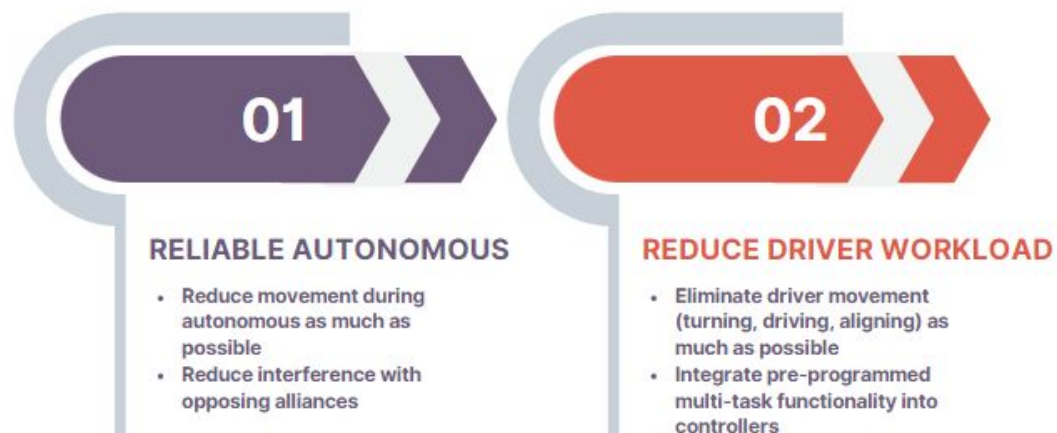 01
RELIABLE AUTONOMOUS
• Reduce movement during
autonomous as much as
possible
• Reduce interference with
opposing alliances
02
REDUCE DRIVER WORKLOAD
• Eliminate driver movement
(turning, driving, aligning) as
much as possible
• Integrate pre-programmed
multi-task functionality into
controllers